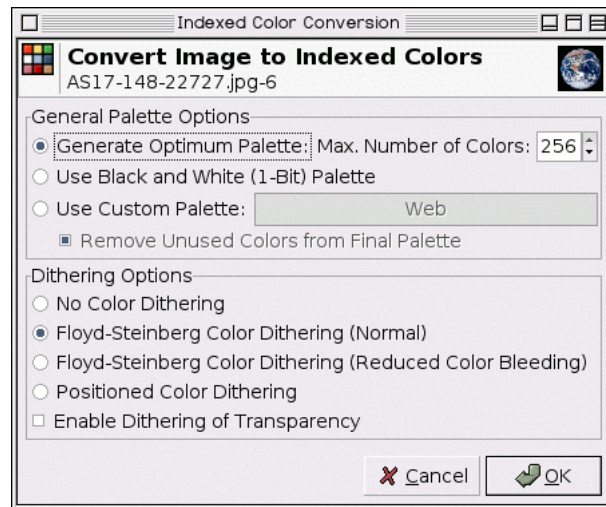 Indexed Color Conversion
Convert Image to Indexed Colors
AS17-148-22727.jpg-6
General Palette Options
Generate Optimum Palette: Max. Number of Colors: 256
Use Black and White (1-Bit) Palette
Use Custom Palette: Web
Remove Unused Colors from Final Palette
Dithering Options
No Color Dithering
Floyd-Steinberg Color Dithering (Normal)
Floyd-Steinberg Color Dithering (Reduced Color Bleeding)
Positioned Color Dithering
Enable Dithering of Transparency
Cancel OK